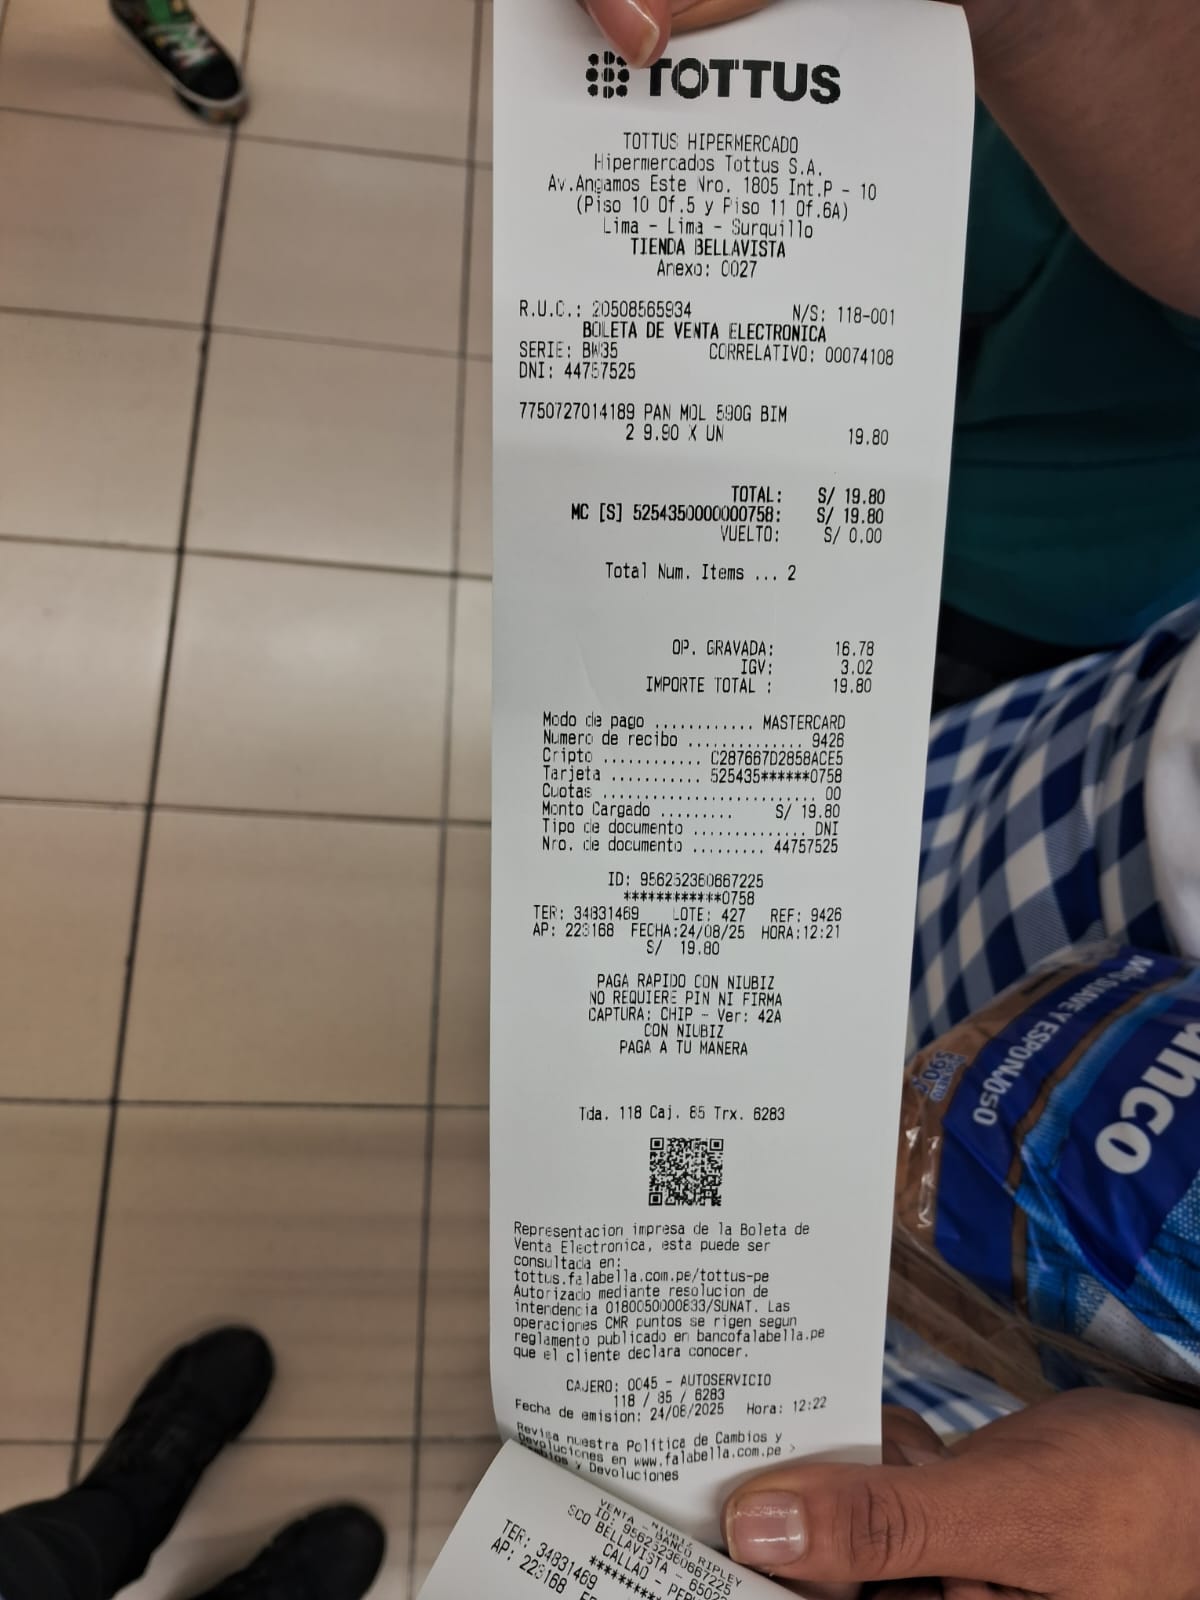 TOTTUS
TOTTUS HIPERMERCADO
Hipermercados Tottus S.A.
Av.Angamos Este Nro. 1805 Int.P - 10
(Piso 10 Of.5 y Piso 11 Of.6A)
Lima - Lima - Surquillo
TIENDA BELLAVISTA
Anexo: 0027
R.U.C.: 20508565934 N/S: 118-001
BOLETA DE VENTA ELECTRONICA
SERIE: BW35 CORRELATIVO: 00074108
DNI: 44757525
7750727014189 PAN MOL 590G BIM
2 9.90 X UN 19.80
TOTAL: S/ 19.80
MC [S] 5254350000000758: S/ 19.80
VUELTO: S/ 0.00
Total Num. Items ... 2
OP. GRAVADA: 16.78
IGV: 3.02
IMPORTE TOTAL : 19.80
Modo de pago ............ MASTERCARD
Numero de recibo .............. 9426
Cripto ............ C287667D2858ACE5
Tarjeta ........... 525435******0758
Cuotas .......................... 00
Monto Cargado ......... S/ 19.80
Tipo de documento .............. DNI
Nro. de documento ......... 44757525
ID: 956252360667225
************0758
TER: 34831469 LOTE: 427 REF: 9426
AP: 223168 FECHA:24/08/25 HORA:12:21
S/ 19.80
PAGA RAPIDO CON NIUBIZ
NO REQUIERE PIN NI FIRMA
CAPTURA: CHIP - Ver: 42A
CON NIUBIZ
PAGA A TU MANERA
Tda. 118 Caj. 85 Trx. 6283
Representacion impresa de la Boleta de
Venta Electronica, esta puede ser
consultada en:
tottus.falabella.com.pe/tottus-pe
Autorizado mediante resolucion de
intendencia 0180050000833/SUNAT. Las
operaciones CMR puntos se rigen segun
reglamento publicado en bancofalabella.pe
que el cliente declara conocer.
CAJERO: 0045 - AUTOSERVICIO
118 / 85 / 6283
Fecha de emision: 24/08/2025 Hora: 12:22
Revisa nuestra Política de Cambios y
Devoluciones en www.falabella.com.pe >
Cambios y Devoluciones
VENTA - NIUBIZ
BANCO RIPLEY
ID: 956252360667225
SCO BELLAVISTA - 6502
CALLAO - PER
TER: 34831469
AP: 223168
MÁS SUAVE Y ESPONJOSO
590 g
nco